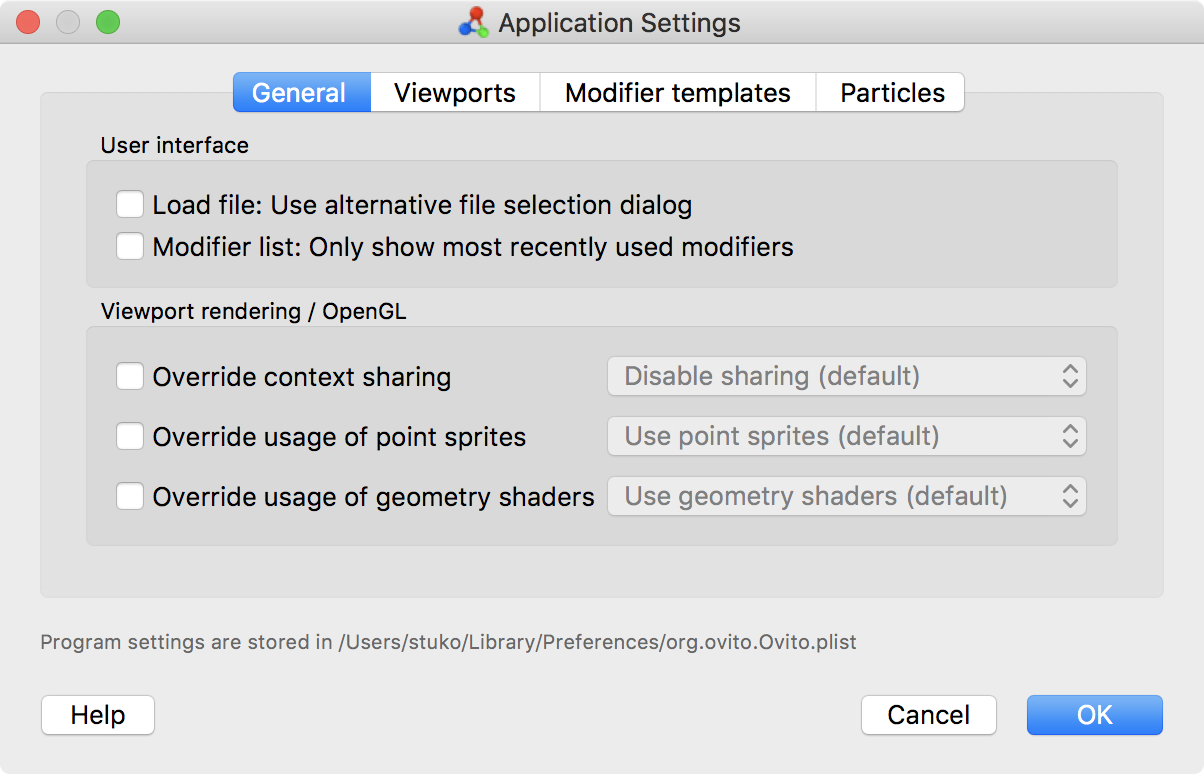 Application Settings
General Viewports Modifier templates Particles
User interface
Load file: Use alternative file selection dialog
Modifier list: Only show most recently used modifiers
Viewport rendering / OpenGL
Override context sharing Disable sharing (default)
Override usage of point sprites Use point sprites (default)
Override usage of geometry shaders Use geometry shaders (default)
Program settings are stored in /Users/stuko/Library/Preferences/org.ovito.Ovito.plist
Help Cancel OK